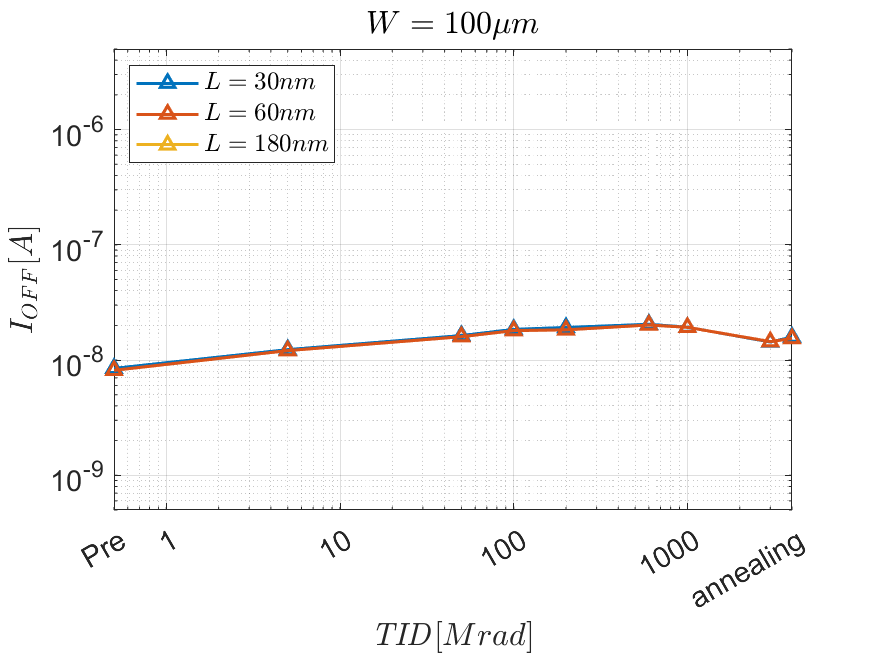 W = 100μm
L = 30nm
L = 60nm
L = 180nm
10-6
10-7
10-8
10-9
IOFF[A]
Pre 1 10 100 1000 annealing
TID[Mrad]